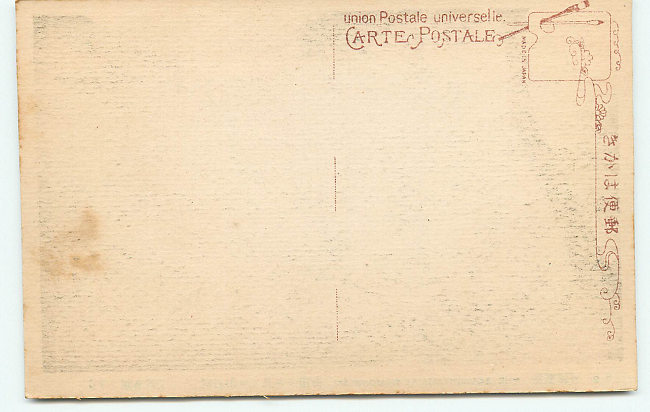 union Postale universelle.
CARTE POSTALE
MADE IN JAPAN
郵便はかき